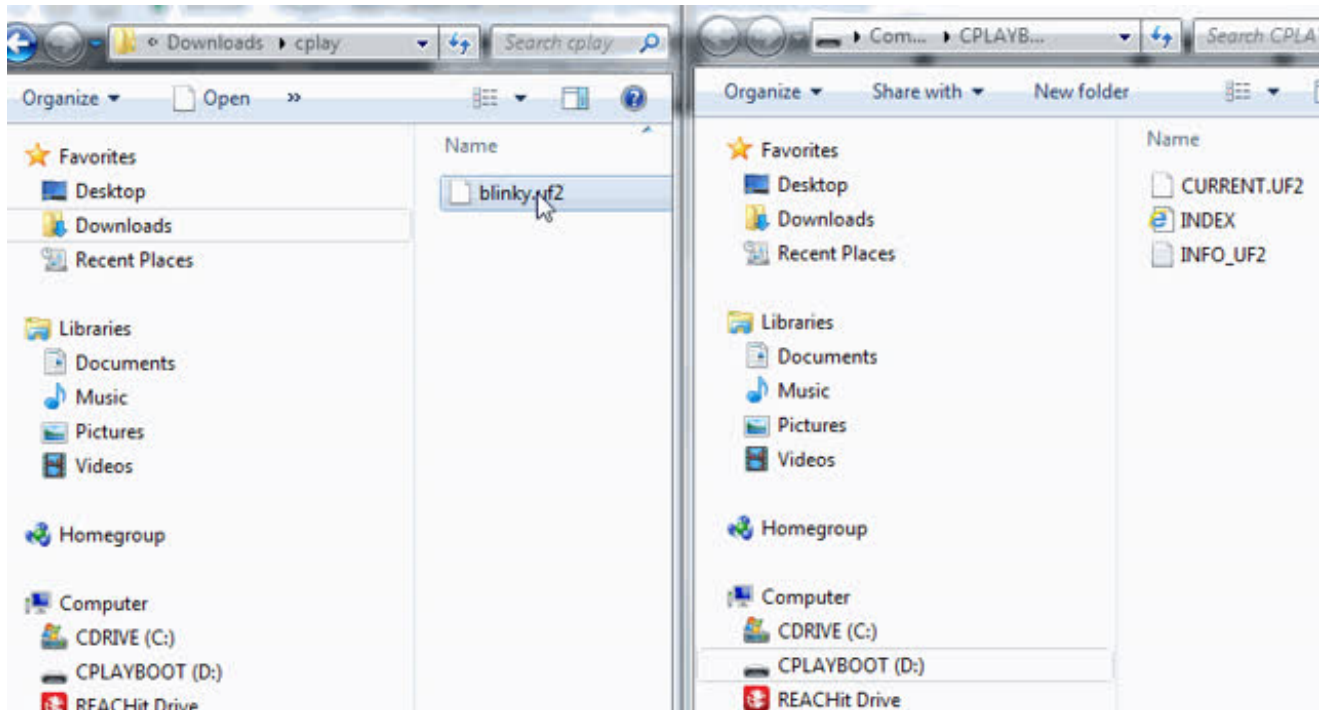 « Downloads ▸ cplay
Search cplay
Organize
Open
»
Name
blinky.uf2
Favorites
Desktop
Downloads
Recent Places
Libraries
Documents
Music
Pictures
Videos
Homegroup
Computer
CDRIVE (C:)
CPLAYBOOT (D:)
REACHit Drive
Com... ▸ CPLAYB...
Search CPLA
Organize
Share with
New folder
Name
CURRENT.UF2
INDEX
INFO_UF2
Favorites
Desktop
Downloads
Recent Places
Libraries
Documents
Music
Pictures
Videos
Homegroup
Computer
CDRIVE (C:)
CPLAYBOOT (D:)
REACHit Drive